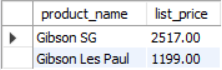 product_name list_price
Gibson SG 2517.00
Gibson Les Paul 1199.00